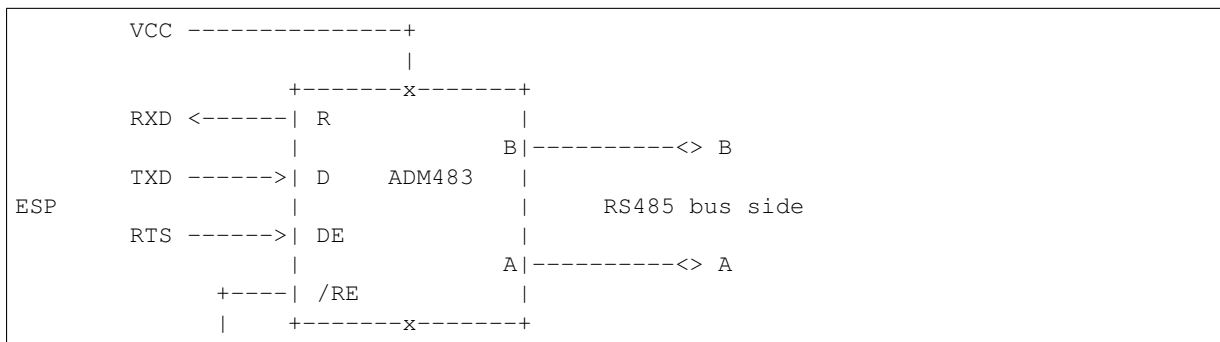 VCC ---------------+
                           |
                   +-------x-------+
        RXD <------| R             |
                   |              B|----------<> B
        TXD ------>| D    ADM483   |
ESP                |               |     RS485 bus side
        RTS ------>| DE            |
                   |              A|----------<> A
              +----| /RE           |
              |    +-------x-------+